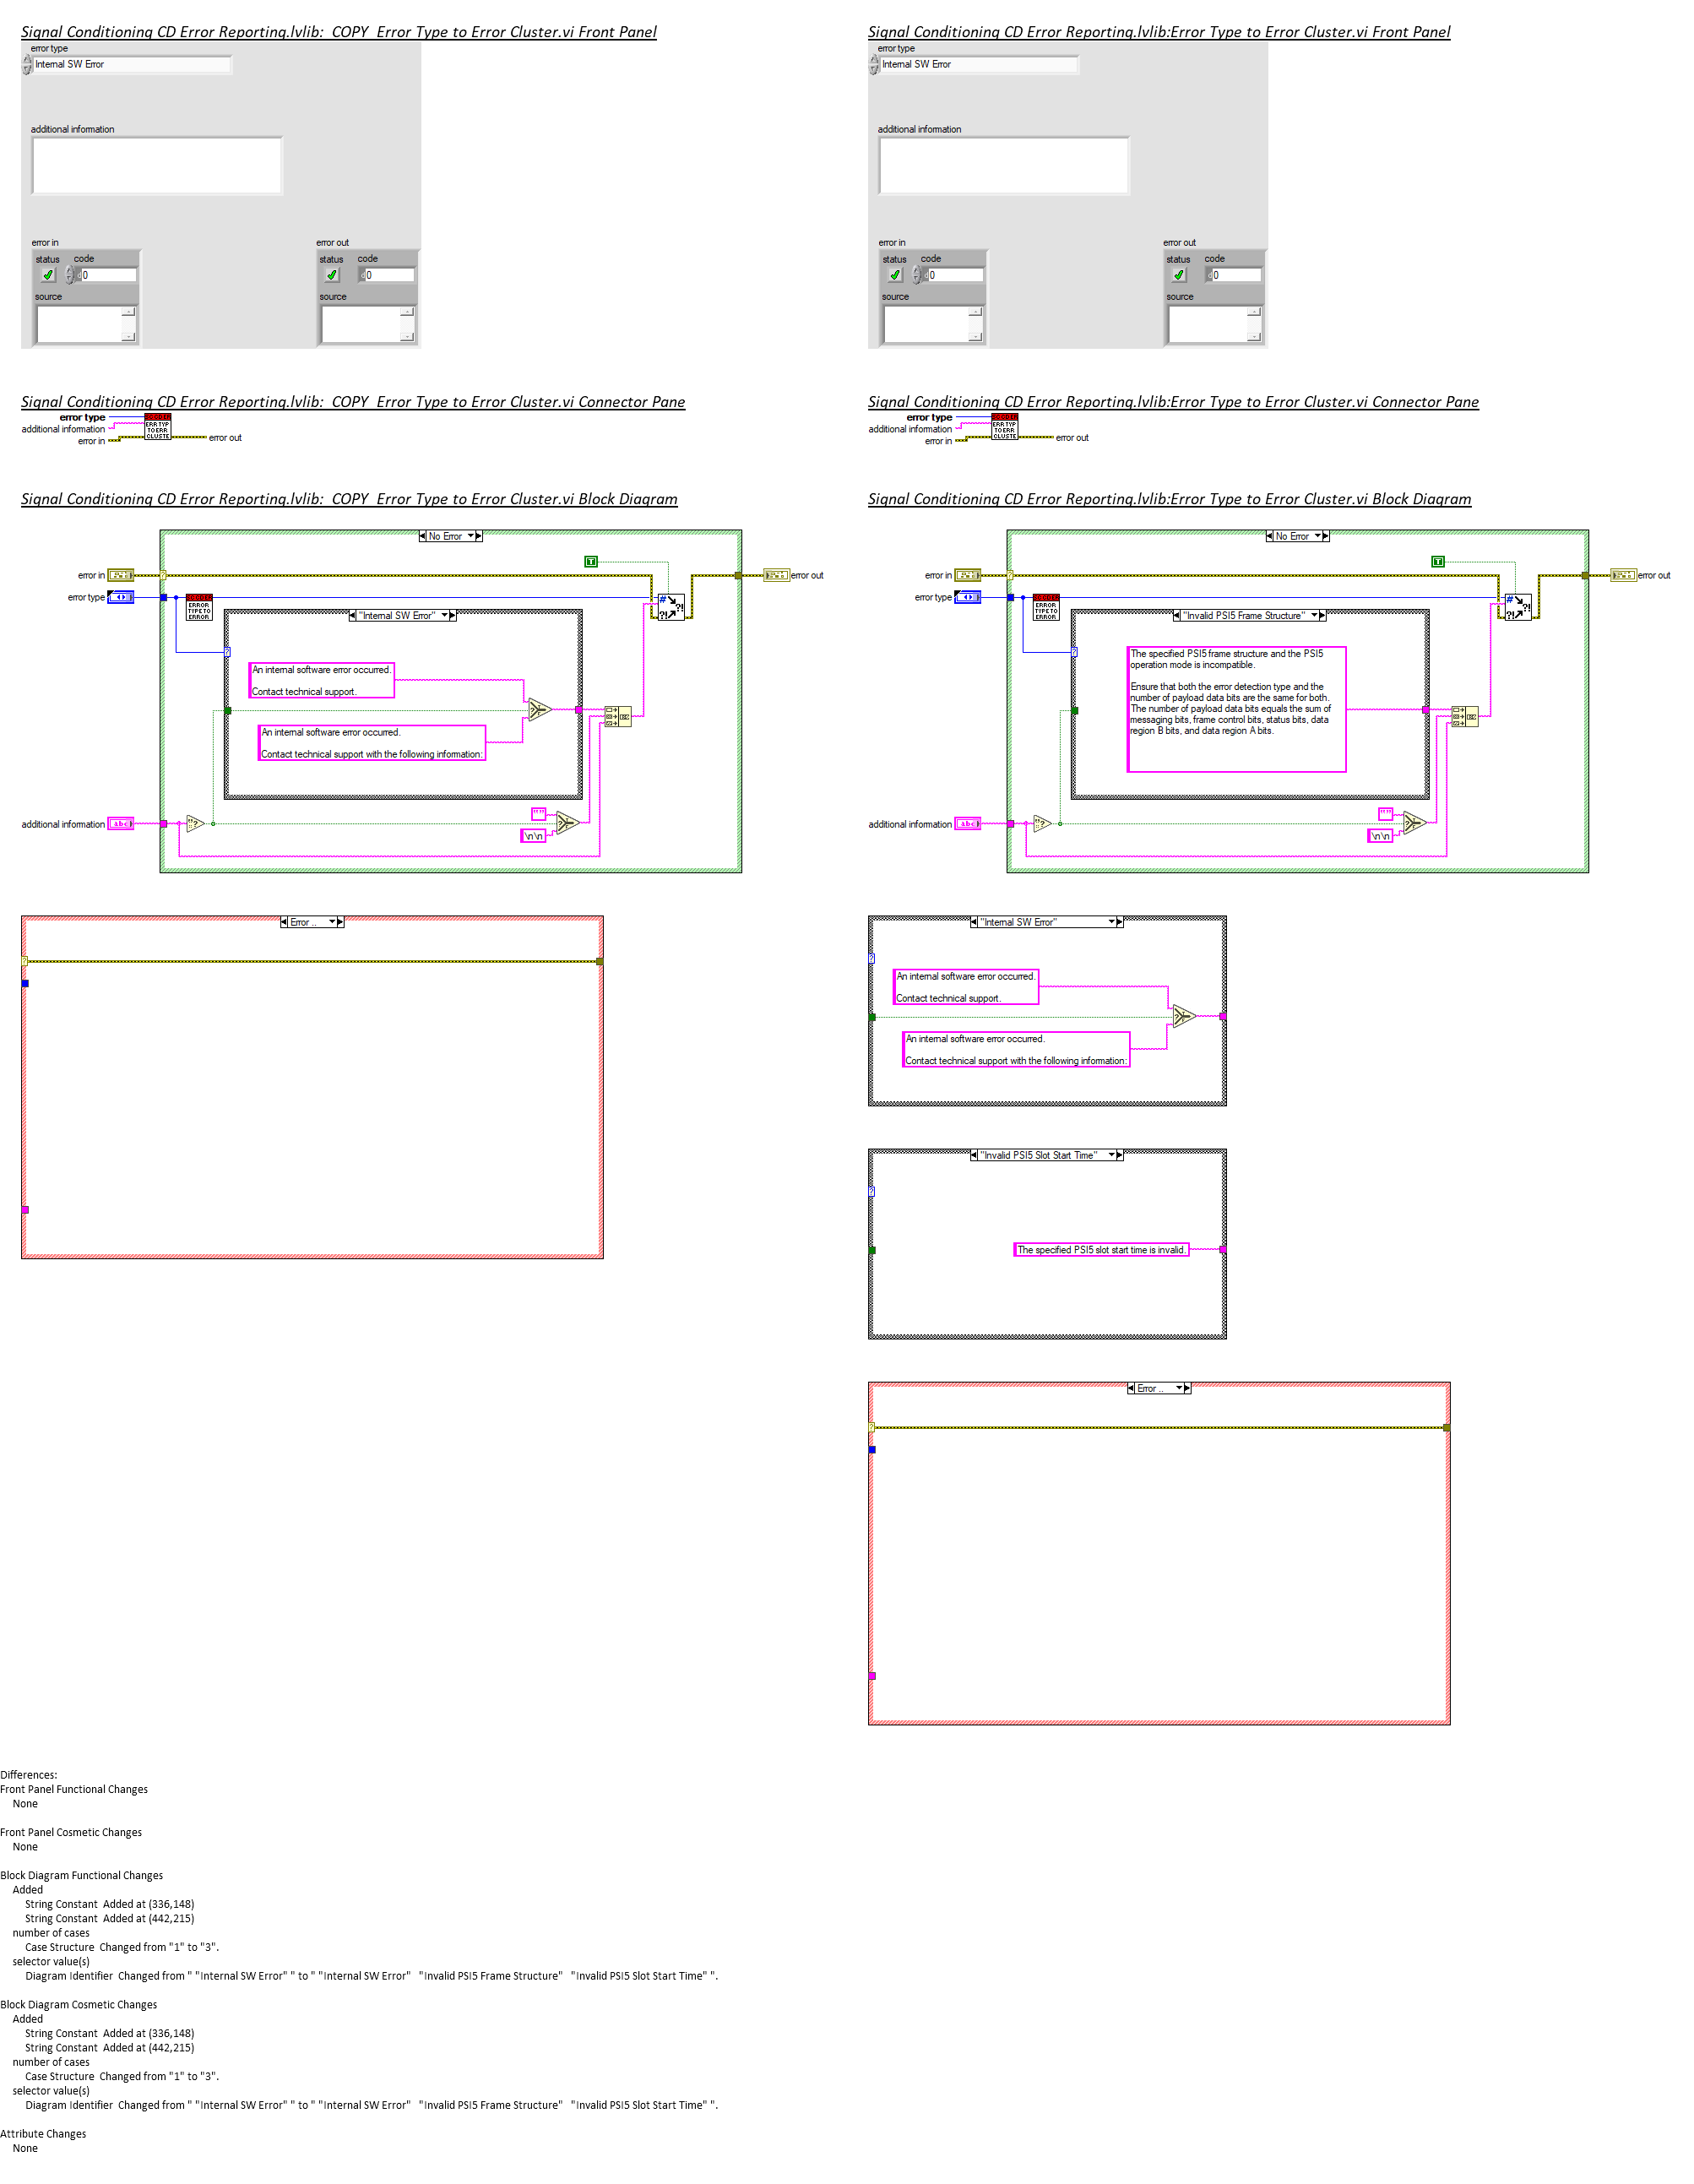 Signal Conditioning CD Error Reporting.lvlib:  COPY  Error Type to Error Cluster.vi Front Panel
error type
Internal SW Error
additional information
error in
status code
0
source
error out
status code
0
source
Signal Conditioning CD Error Reporting.lvlib:Error Type to Error Cluster.vi Front Panel
error type
Internal SW Error
additional information
error in
status code
0
source
error out
status code
0
source
Signal Conditioning CD Error Reporting.lvlib:  COPY  Error Type to Error Cluster.vi Connector Pane
error type
additional information
error in
ERR TYP
TO ERR
CLUSTE
error out
Signal Conditioning CD Error Reporting.lvlib:Error Type to Error Cluster.vi Connector Pane
error type
additional information
error in
ERR TYP
TO ERR
CLUSTE
error out
Signal Conditioning CD Error Reporting.lvlib:  COPY  Error Type to Error Cluster.vi Block Diagram
No Error
T
error in
error out
error type
ERROR
TYPE TO
ERROR
"Internal SW Error"
An internal software error occurred.
Contact technical support.
An internal software error occurred.
Contact technical support with the following information:
additional information
abc
\n\n
Error ..
Signal Conditioning CD Error Reporting.lvlib:Error Type to Error Cluster.vi Block Diagram
No Error
T
error in
error out
error type
ERROR
TYPE TO
ERROR
"Invalid PSI5 Frame Structure"
The specified PSI5 frame structure and the PSI5
operation mode is incompatible.
Ensure that both the error detection type and the
number of payload data bits are the same for both.
The number of payload data bits equals the sum of
messaging bits, frame control bits, status bits, data
region B bits, and data region A bits.
additional information
abc
\n\n
"Internal SW Error"
An internal software error occurred.
Contact technical support.
An internal software error occurred.
Contact technical support with the following information:
"Invalid PSI5 Slot Start Time"
The specified PSI5 slot start time is invalid.
Error ..
Differences:
Front Panel Functional Changes
None
Front Panel Cosmetic Changes
None
Block Diagram Functional Changes
Added
String Constant  Added at (336,148)
String Constant  Added at (442,215)
number of cases
Case Structure  Changed from "1" to "3".
selector value(s)
Diagram Identifier  Changed from " "Internal SW Error" " to " "Internal SW Error"   "Invalid PSI5 Frame Structure"   "Invalid PSI5 Slot Start Time" ".
Block Diagram Cosmetic Changes
Added
String Constant  Added at (336,148)
String Constant  Added at (442,215)
number of cases
Case Structure  Changed from "1" to "3".
selector value(s)
Diagram Identifier  Changed from " "Internal SW Error" " to " "Internal SW Error"   "Invalid PSI5 Frame Structure"   "Invalid PSI5 Slot Start Time" ".
Attribute Changes
None